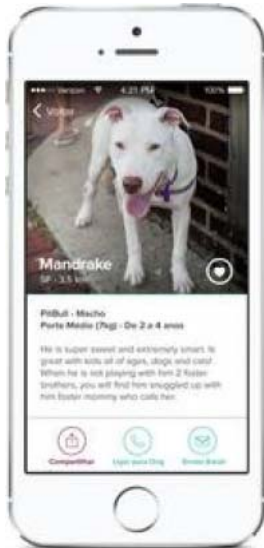 Verizon 4:21 PM 100%
Voltar
Mandrake
SP - 3,5 km
PitBull - Macho
Porte Médio (7kg) - De 2 a 4 anos
He is super sweet and extremely smart. Is
great with kids all of ages, dogs and cats!
When he is not playing with him 2 foster
brothers, you will find him snuggled up with
him foster mommy who calls her.
Compartilhar
Ligar para Ong
Enviar Email